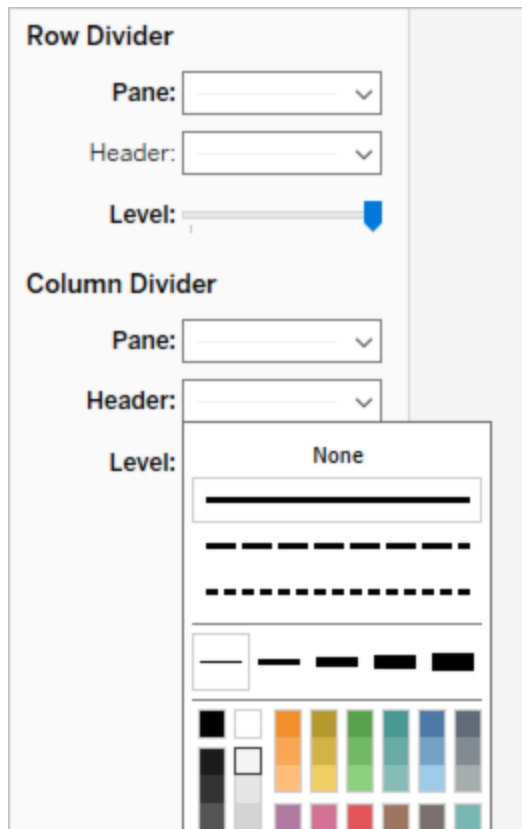 Row Divider
Pane:
Header:
Level:
Column Divider
Pane:
Header:
Level:
None